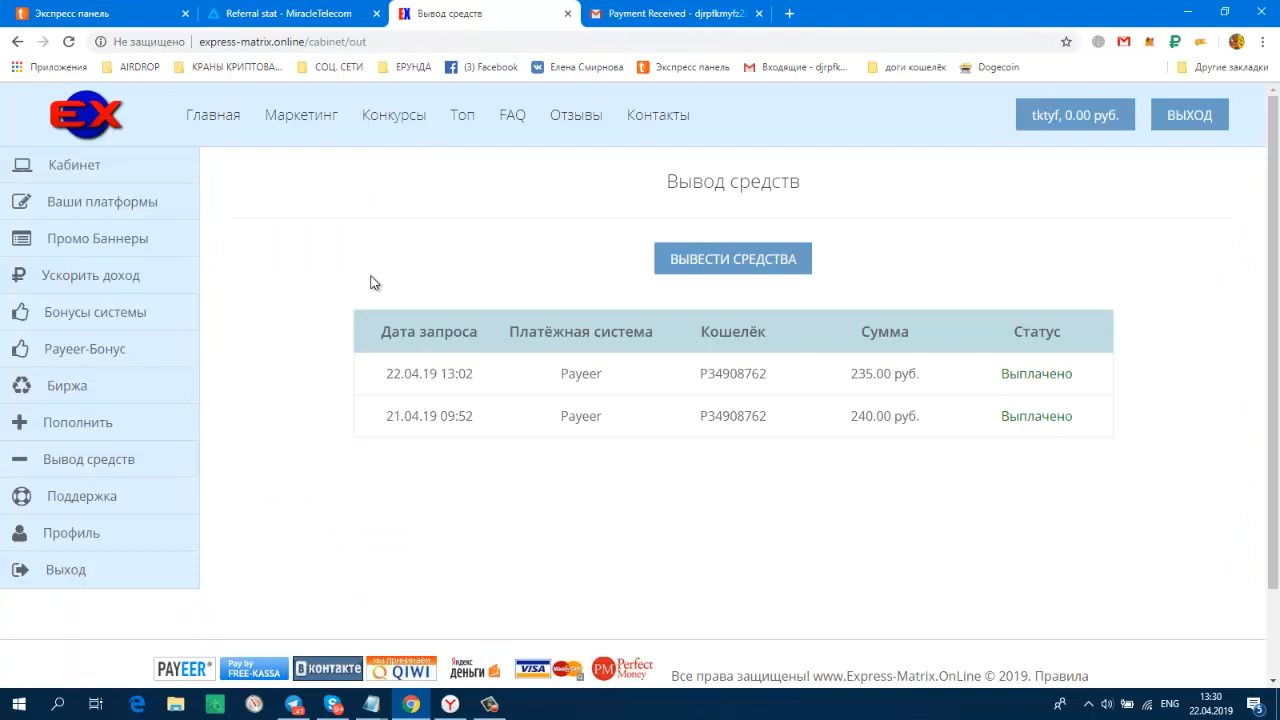 Экспресс панель
Referral stat - MiracleTelecom
EX Вывод средств
Payment Received - djrpfkmyfz2
Не защищено | express-matrix.online/cabinet/out
Приложения AIRDROP КРАНЫ КРИПТОВА... СОЦ. СЕТИ ЕРУНДА (3) Facebook Елена Смирнова Экспресс панель Входящие - djrpfk... доги кошелёк Dogecoin Другие закладки
EX
Главная Маркетинг Конкурсы Топ FAQ Отзывы Контакты
tktyf, 0.00 руб.
ВЫХОД
Кабинет
Ваши платформы
Промо Баннеры
Ускорить доход
Бонусы системы
Payeer-Бонус
Биржа
Пополнить
Вывод средств
Поддержка
Профиль
Выход
Вывод средств
ВЫВЕСТИ СРЕДСТВА
Дата запроса Платёжная система Кошелёк Сумма Статус
22.04.19 13:02 Payeer P34908762 235.00 руб. Выплачено
21.04.19 09:52 Payeer P34908762 240.00 руб. Выплачено
PAYEER
Pay by
FREE-KASSA
Вконтакте
мы принимаем
QIWI
Яндекс
деньги
VISA
PM Perfect
Money
Все права защищены! www.Express-Matrix.OnLine © 2019. Правила
ENG
13:30
22.04.2019